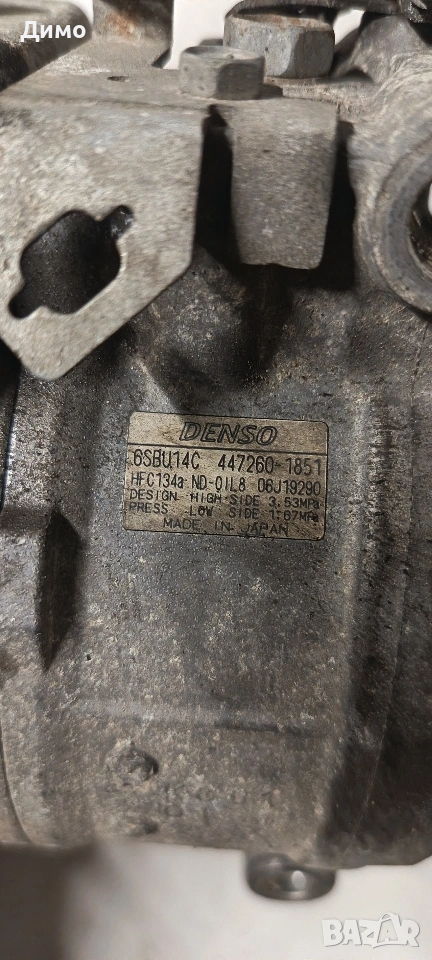 Димо
DENSO
6SBU14C 447260-1851
HFC134a ND-OIL8 06J19290
DESIGN HIGH SIDE 3.53MPa
PRESS. LOW SIDE 1.67MPa
MADE IN JAPAN
BAZAR